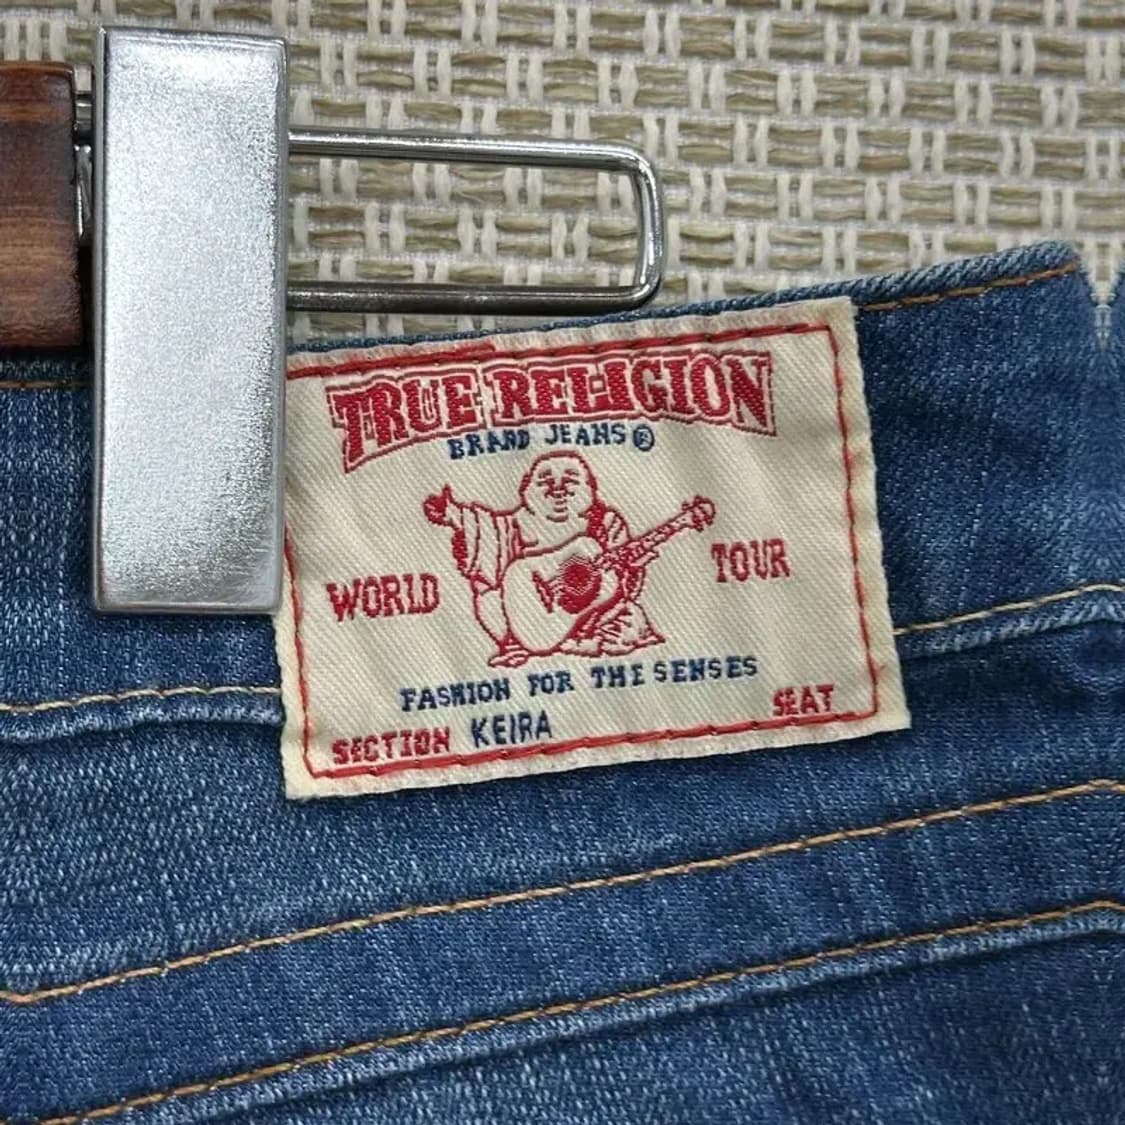 TRUE RELIGION
BRAND JEANS®
WORLD TOUR
FASHION FOR THE SENSES
SECTION KEIRA SEAT